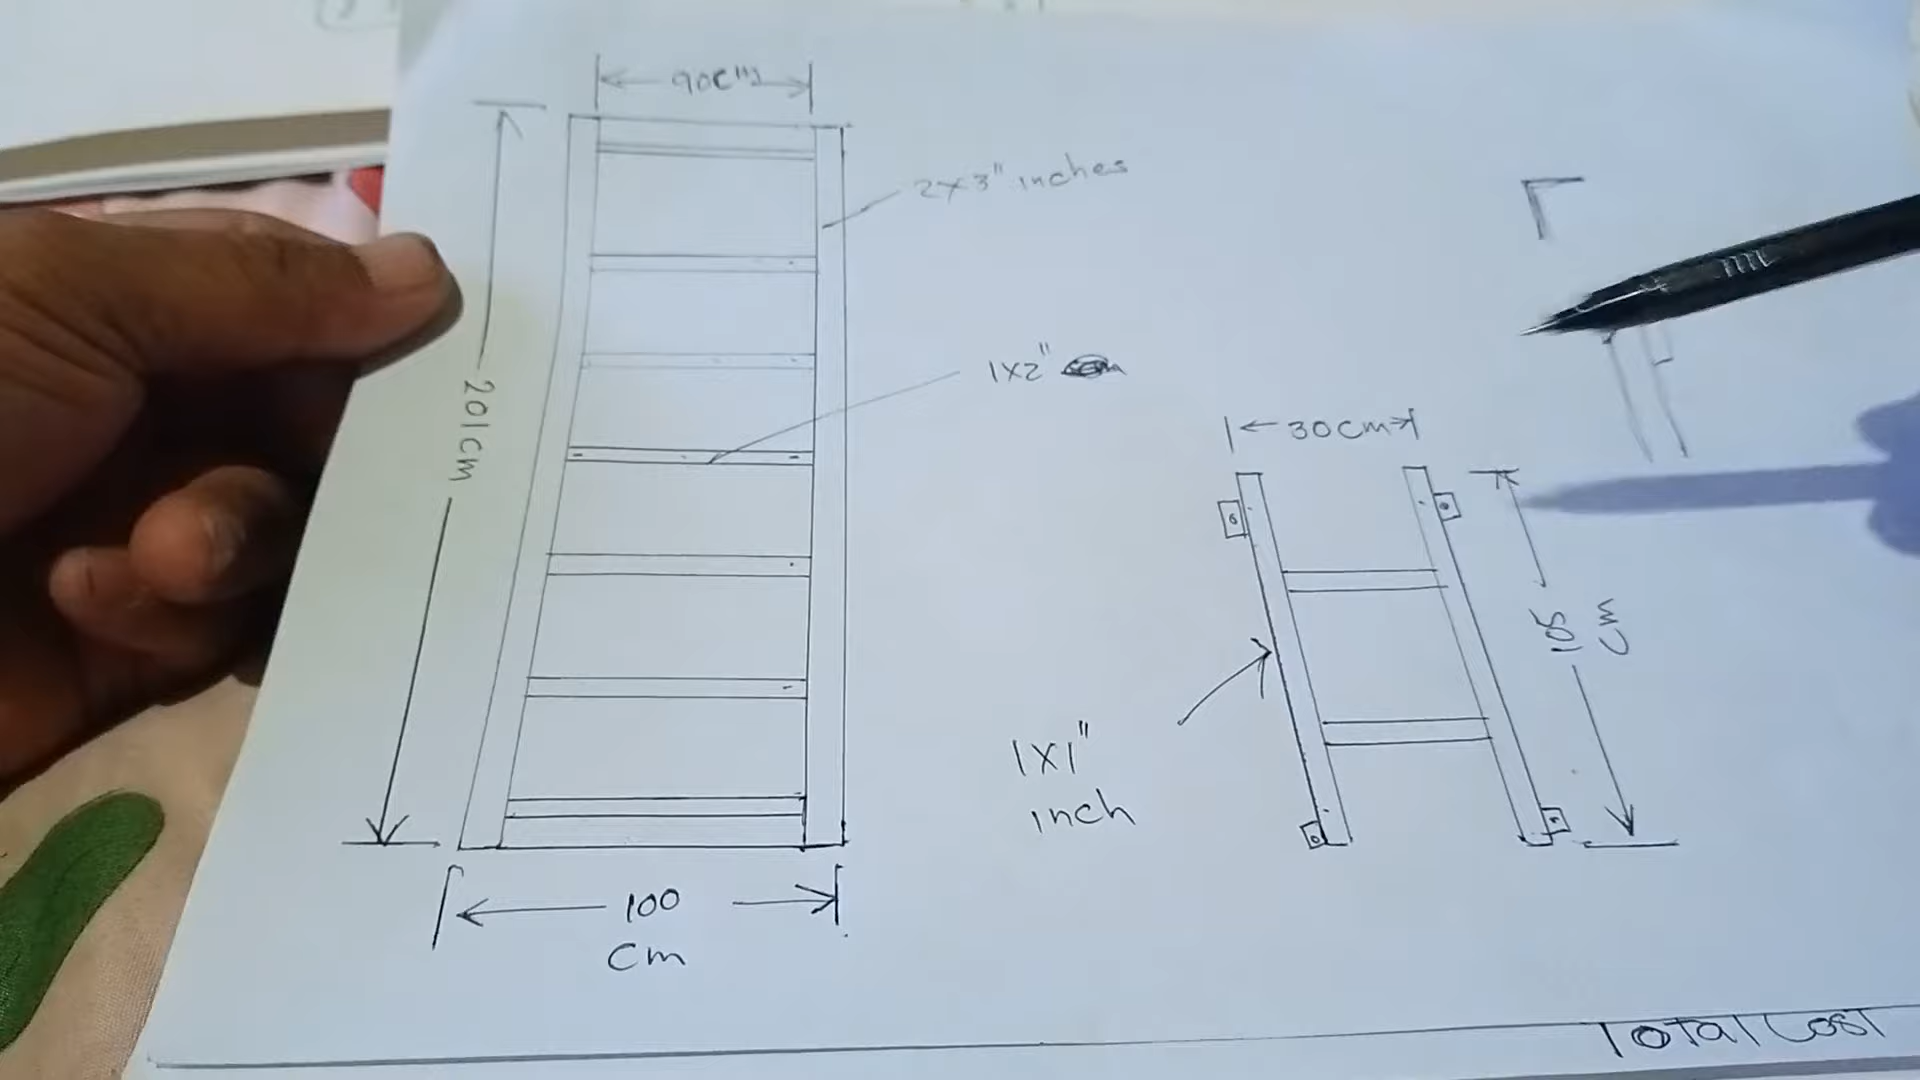 90cm
2x3" inches
201cm
1x2"
30cm
105
cm
1x1"
inch
100
cm
Total Cost